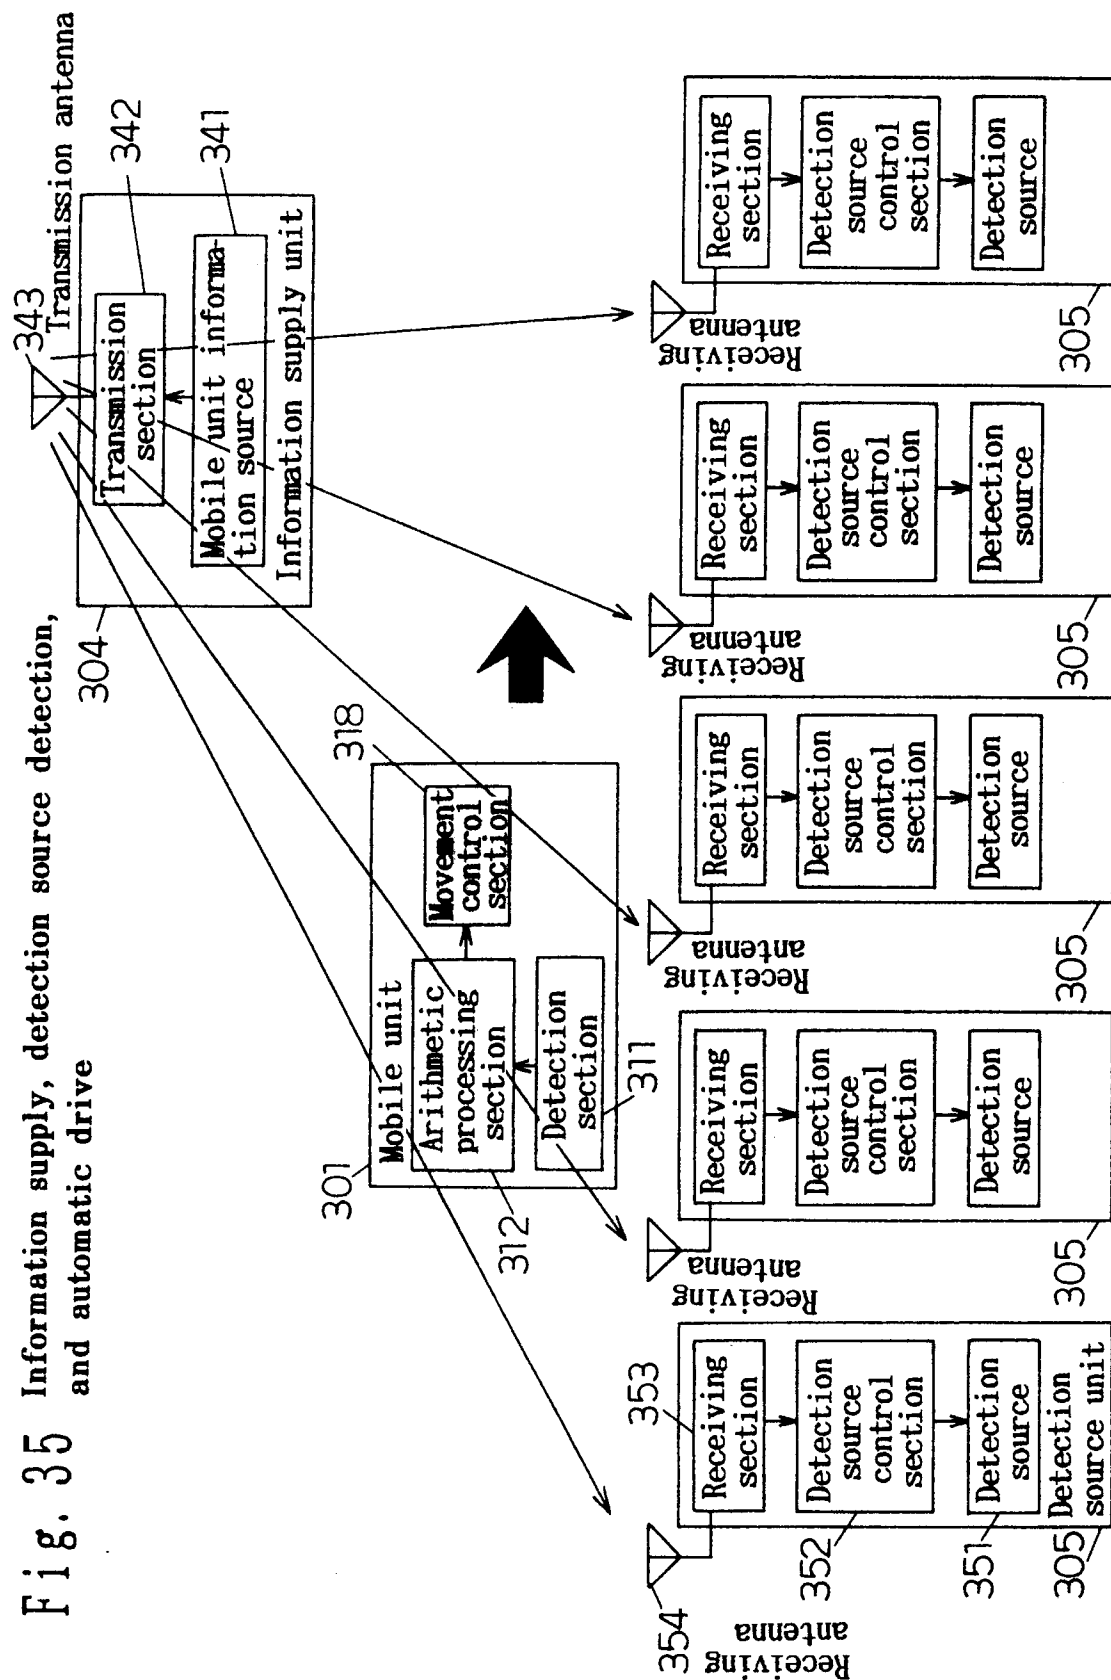 Fig. 35 Information supply, detection source detection,
and automatic drive
343
Transmission antenna
342
Transmission
section
341
Mobile unit informa-
tion source
Information supply unit
304
318
301
Mobile unit
Movement
control
section
Arithmetic
processing
section
312
Detection
section
311
354
Receiving
antenna
353
Receiving
section
352
Detection
source
control
section
351
Detection
source
305
Detection
source unit
Receiving
antenna
Receiving
section
Detection
source
control
section
Detection
source
305
Receiving
antenna
Receiving
section
Detection
source
control
section
Detection
source
305
Receiving
antenna
Receiving
section
Detection
source
control
section
Detection
source
305
Receiving
antenna
Receiving
section
Detection
source
control
section
Detection
source
305